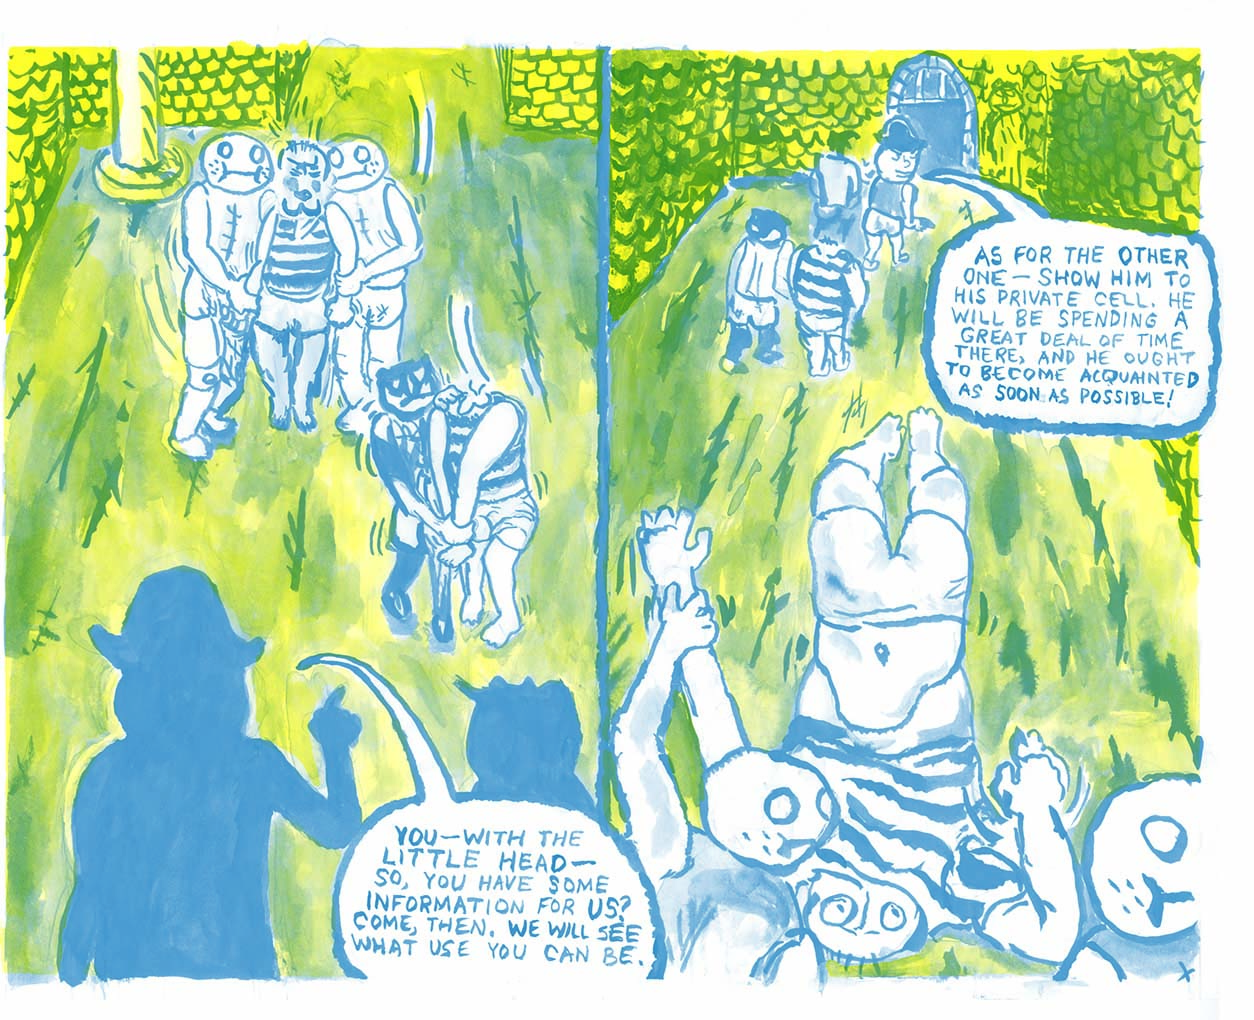 YOU—WITH THE
LITTLE HEAD—
SO, YOU HAVE SOME
INFORMATION FOR US?
COME, THEN. WE WILL SEE
WHAT USE YOU CAN BE.
AS FOR THE OTHER
ONE—SHOW HIM TO
HIS PRIVATE CELL. HE
WILL BE SPENDING A
GREAT DEAL OF TIME
THERE, AND HE OUGHT
TO BECOME ACQUAINTED
AS SOON AS POSSIBLE!